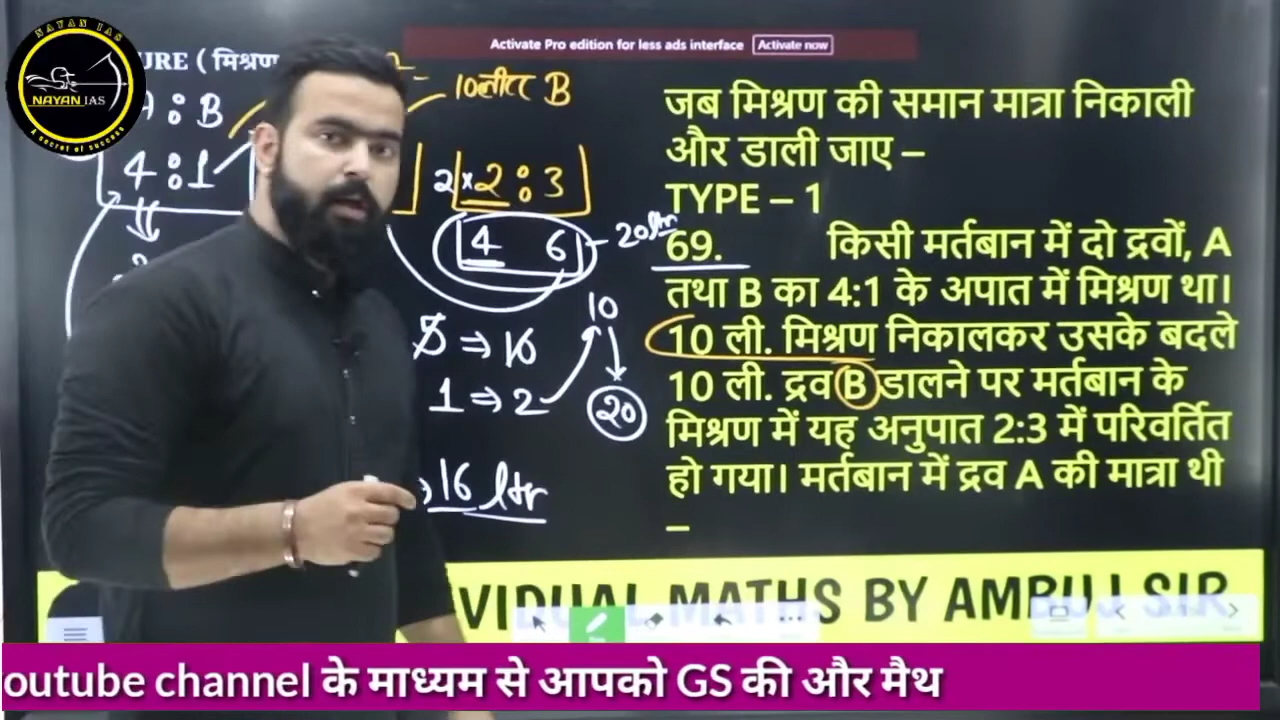 NAYAN IAS
NAYAN IAS
A secret of success
URE ( मिश्रण
Activate Pro edition for less ads interface
Activate now
10लीटर B
A : B
4 : 1
2×2 : 3
4 6
10
5 ⇒ 10
1 ⇒ 2
20
16 ltr
जब मिश्रण की समान मात्रा निकाली
और डाली जाए –
TYPE – 1
69. किसी मर्तबान में दो द्रवों, A
तथा B का 4:1 के अपात में मिश्रण था।
10 ली. मिश्रण निकालकर उसके बदले
10 ली. द्रव B डालने पर मर्तबान के
मिश्रण में यह अनुपात 2:3 में परिवर्तित
हो गया। मर्तबान में द्रव A की मात्रा थी
–
VIDUAL MATHS BY AMBUJ SIR
outube channel के माध्यम से आपको GS की और मैथ